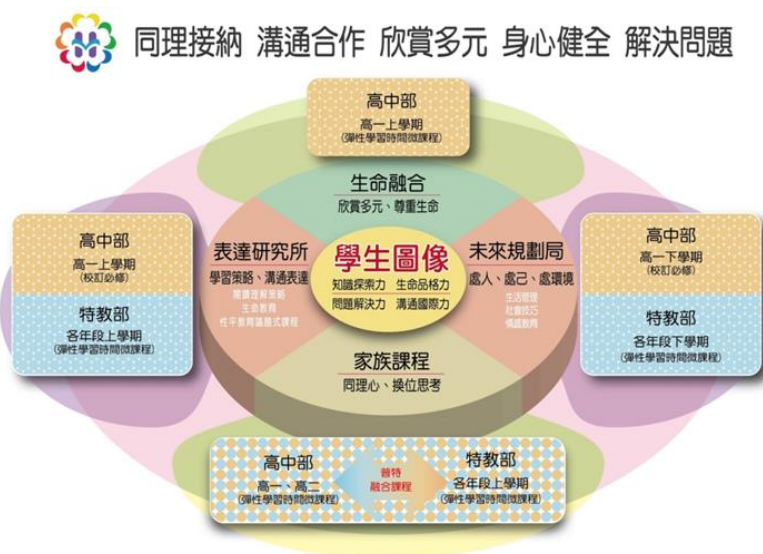 同理接納 溝通合作 欣賞多元 身心健全 解決問題
高中部
高一上學期
(彈性學習時間微課程)
生命融合
欣賞多元、尊重生命
高中部
高一上學期
(校訂必修)
特教部
各年段上學期
(彈性學習時間微課程)
表達研究所
學習策略、溝通表達
閱讀理解策略
生命教育
性平教育議題式課程
學生圖像
知識探索力 生命品格力
問題解決力 溝通國際力
未來規劃局
處人、處己、處環境
生活管理
社會技巧
情感教育
高中部
高一下學期
(校訂必修)
特教部
各年段下學期
(彈性學習時間微課程)
家族課程
同理心、換位思考
高中部
高一、高二
(彈性學習時間微課程)
普特
融合課程
特教部
各年段上學期
(彈性學習時間微課程)